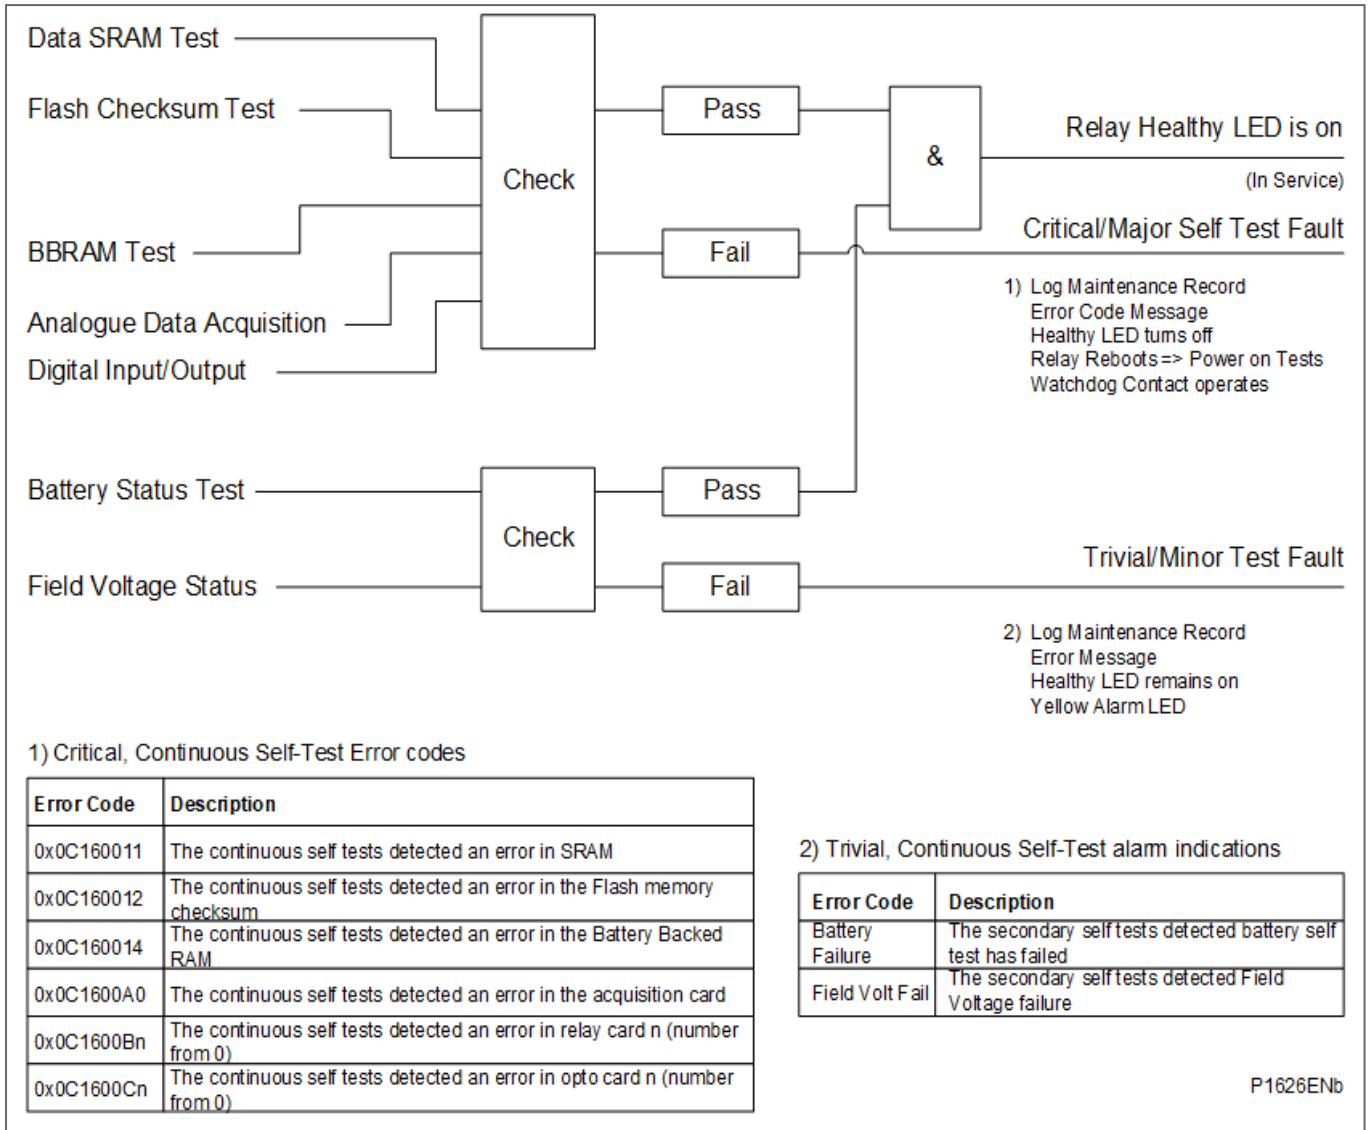 Data SRAM Test
Flash Checksum Test
BBRAM Test
Analogue Data Acquisition
Digital Input/Output
Check
Pass
Fail
&
Relay Healthy LED is on
(In Service)
Critical/Major Self Test Fault
1) Log Maintenance Record
Error Code Message
Healthy LED turns off
Relay Reboots => Power on Tests
Watchdog Contact operates
Battery Status Test
Field Voltage Status
Check
Pass
Fail
Trivial/Minor Test Fault
2) Log Maintenance Record
Error Message
Healthy LED remains on
Yellow Alarm LED
1) Critical, Continuous Self-Test Error codes
Error Code Description
0x0C160011 The continuous self tests detected an error in SRAM
0x0C160012 The continuous self tests detected an error in the Flash memory
checksum
0x0C160014 The continuous self tests detected an error in the Battery Backed
RAM
0x0C1600A0 The continuous self tests detected an error in the acquisition card
0x0C1600Bn The continuous self tests detected an error in relay card n (number
from 0)
0x0C1600Cn The continuous self tests detected an error in opto card n (number
from 0)
2) Trivial, Continuous Self-Test alarm indications
Error Code Description
Battery The secondary self tests detected battery self
Failure test has failed
Field Volt Fail The secondary self tests detected Field
Voltage failure
P1626ENb